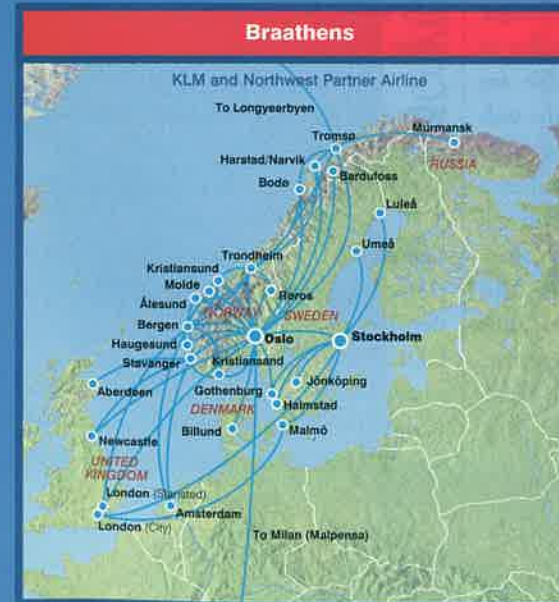 Braathens
KLM and Northwest Partner Airline
To Longyeerbyen
Tromsø
Murmansk
Harstad/Narvik
RUSSIA
Bardufoss
Bodø
Luleå
Umeå
Trondheim
Kristiansund
Molde
Røros
Ålesund
NORWAY
SWEDEN
Bergen
Oslo
Stockholm
Haugesund
Stavanger
Kristiansand
Jönköping
Aberdeen
Gothenburg
Halmstad
DENMARK
Billund
Malmö
Newcastle
UNITED
KINGDOM
London (Stansted)
Amsterdam
London (City)
To Milan (Malpensa)